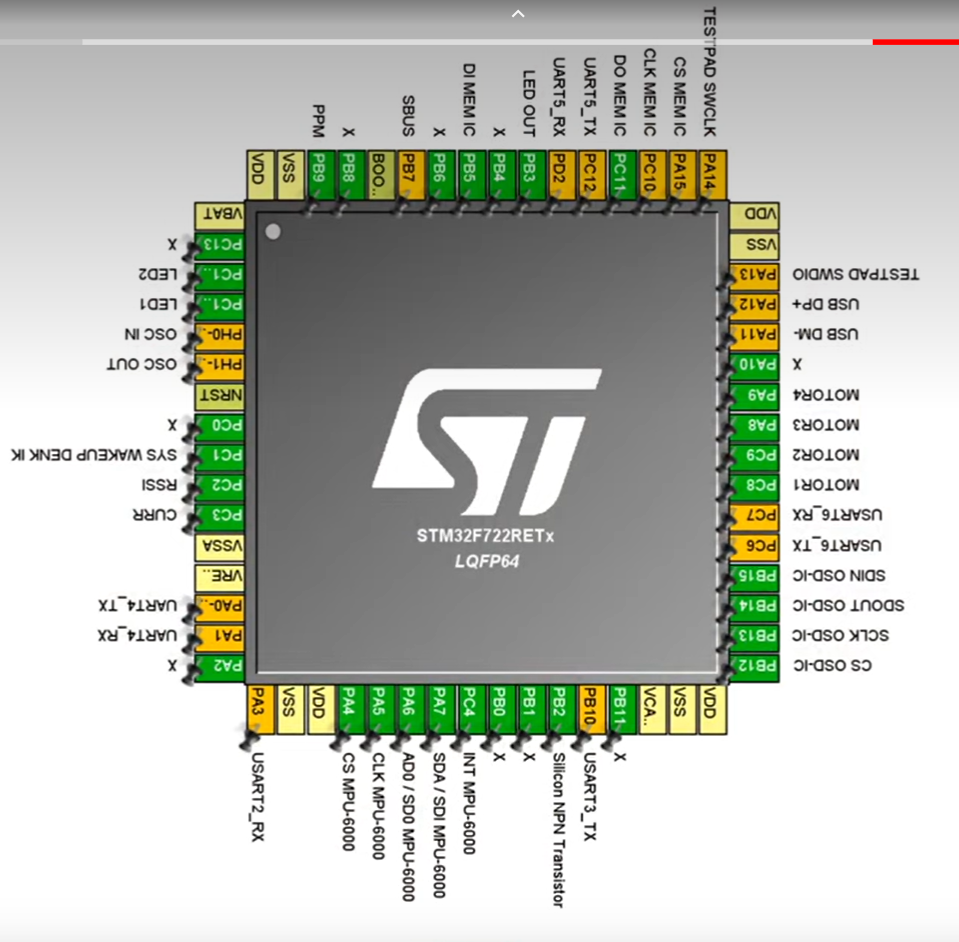 PPM
X
SBUS
X
DI MEM IC
X
LED OUT
UART5_RX
UART5_TX
DO MEM IC
CLK MEM IC
CS MEM IC
TESTPAD SWCLK
VDD
VSS
PB9
PB8
BOO..
PB7
PB6
PB5
PB4
PB3
PD2
PC12
PC11
PC10
PA15
PA14
VBAT
X PC13
LED2 PC1..
LED1 PC1..
OSC IN PH0-..
OSC OUT PH1-..
NRST
X PC0
SYS WAKEUP DENK IK PC1
RSSI PC2
CURR PC3
VSSA
VRE..
UART4_TX PA0-..
UART4_RX PA1
X PA2
ST
STM32F722RETx
LQFP64
VDD
VSS
PA13 TESTPAD SWDIO
PA12 USB DP+
PA11 USB DM-
PA10 X
PA9 MOTOR4
PA8 MOTOR3
PC9 MOTOR2
PC8 MOTOR1
PC7 USART6_RX
PC6 USART6_TX
PB15 SDIN OSD-IC
PB14 SDOUT OSD-IC
PB13 SCLK OSD-IC
PB12 CS OSD-IC
PA3
VSS
VDD
PA4
PA5
PA6
PA7
PC4
PB0
PB1
PB2
PB10
PB11
VCA..
VSS
VDD
USART2_RX
CS MPU-6000
CLK MPU-6000
AD0 / SD0 MPU-6000
SDA / SDI MPU-6000
INT MPU-6000
X
X
Silicon NPN Transistor
USART3_TX
X